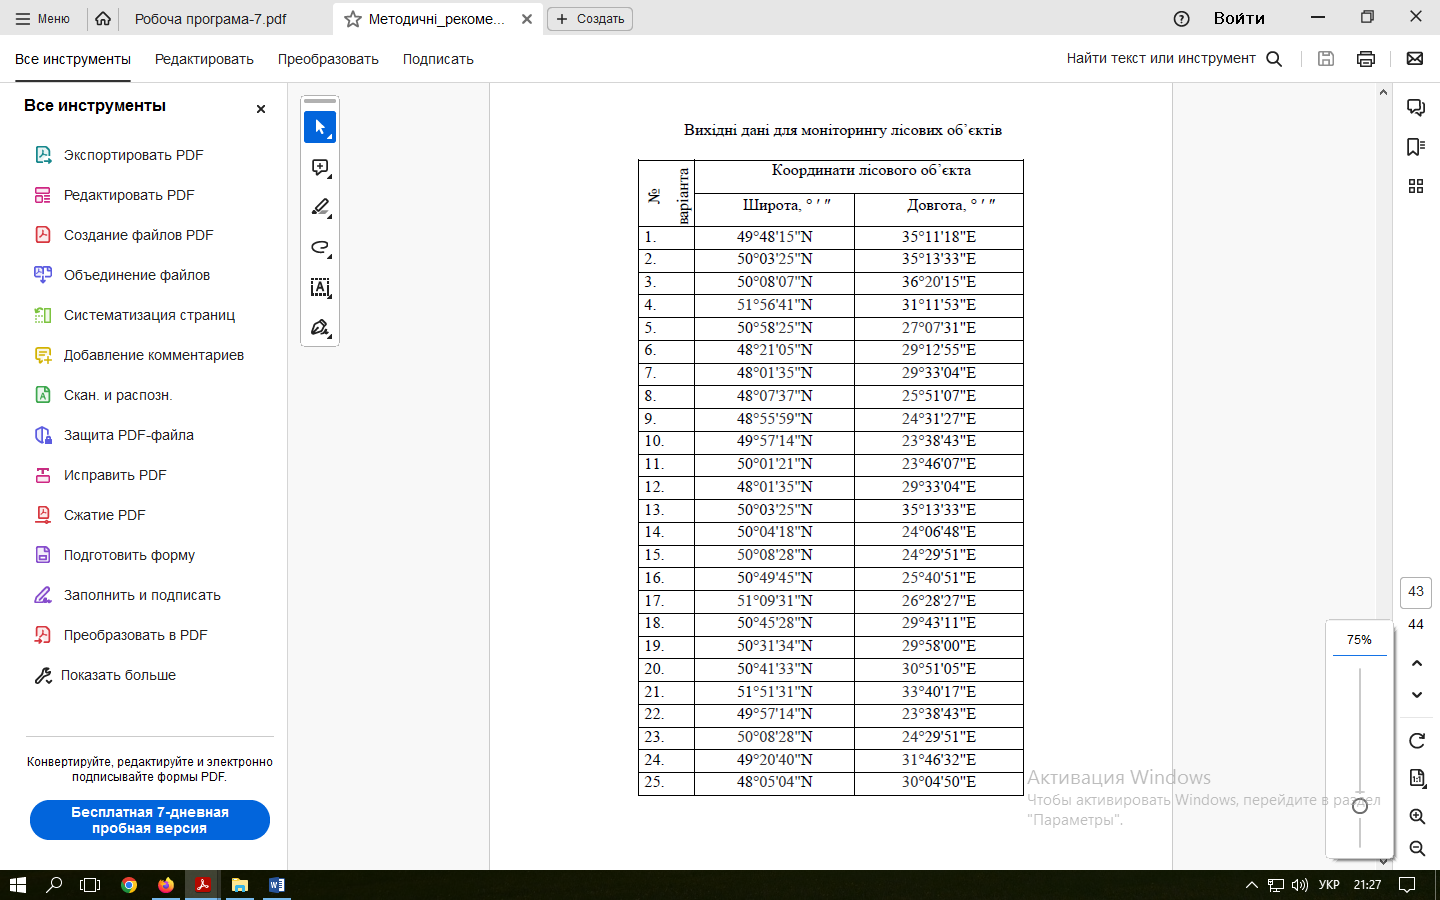 Меню
Робоча програма-7.pdf
Методичні_рекоме...
Создать
Войти
Все инструменты
Редактировать
Преобразовать
Подписать
Найти текст или инструмент
Все инструменты
Экспортировать PDF
Редактировать PDF
Создание файлов PDF
Объединение файлов
Систематизация страниц
Добавление комментариев
Скан. и распозн.
Защита PDF-файла
Исправить PDF
Сжатие PDF
Подготовить форму
Заполнить и подписать
Преобразовать в PDF
Показать больше
Конвертируйте, редактируйте и электронно
подписывайте формы PDF.
Бесплатная 7-дневная
пробная версия
Вихідні дані для моніторингу лісових об’єктів
№ варіанта
Координати лісового об’єкта
Широта, ° ′ ″ Довгота, ° ′ ″
1. 49°48'15"N 35°11'18"E
2. 50°03'25"N 35°13'33"E
3. 50°08'07"N 36°20'15"E
4. 51°56'41"N 31°11'53"E
5. 50°58'25"N 27°07'31"E
6. 48°21'05"N 29°12'55"E
7. 48°01'35"N 29°33'04"E
8. 48°07'37"N 25°51'07"E
9. 48°55'59"N 24°31'27"E
10. 49°57'14"N 23°38'43"E
11. 50°01'21"N 23°46'07"E
12. 48°01'35"N 29°33'04"E
13. 50°03'25"N 35°13'33"E
14. 50°04'18"N 24°06'48"E
15. 50°08'28"N 24°29'51"E
16. 50°49'45"N 25°40'51"E
17. 51°09'31"N 26°28'27"E
18. 50°45'28"N 29°43'11"E
19. 50°31'34"N 29°58'00"E
20. 50°41'33"N 30°51'05"E
21. 51°51'31"N 33°40'17"E
22. 49°57'14"N 23°38'43"E
23. 50°08'28"N 24°29'51"E
24. 49°20'40"N 31°46'32"E
25. 48°05'04"N 30°04'50"E
Активация Windows
Чтобы активировать Windows, перейдите в раздел
"Параметры".
43
44
75%
1:1
УКР 21:27